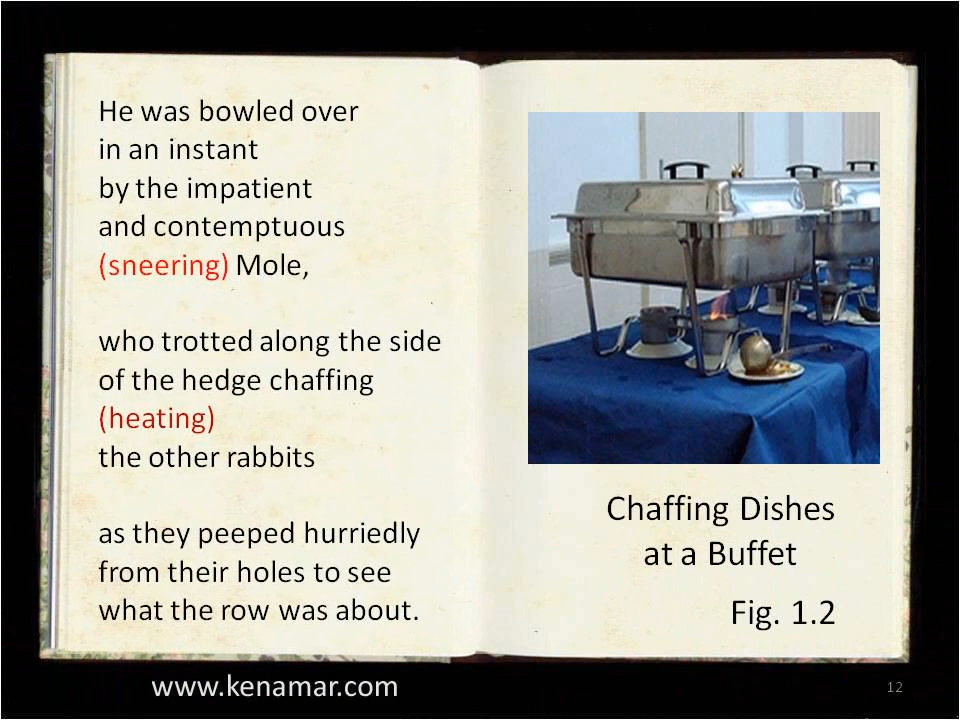 He was bowled over
in an instant
by the impatient
and contemptuous
(sneering) Mole,
who trotted along the side
of the hedge chaffing
(heating)
the other rabbits
as they peeped hurriedly
from their holes to see
what the row was about.
Chaffing Dishes
at a Buffet
Fig. 1.2
www.kenamar.com
12